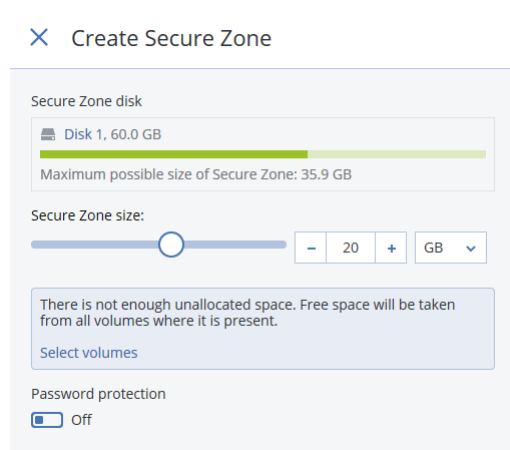 Create Secure Zone
Secure Zone disk
Disk 1, 60.0 GB
Maximum possible size of Secure Zone: 35.9 GB
Secure Zone size:
– 20 + GB
There is not enough unallocated space. Free space will be taken
from all volumes where it is present.
Select volumes
Password protection
Off